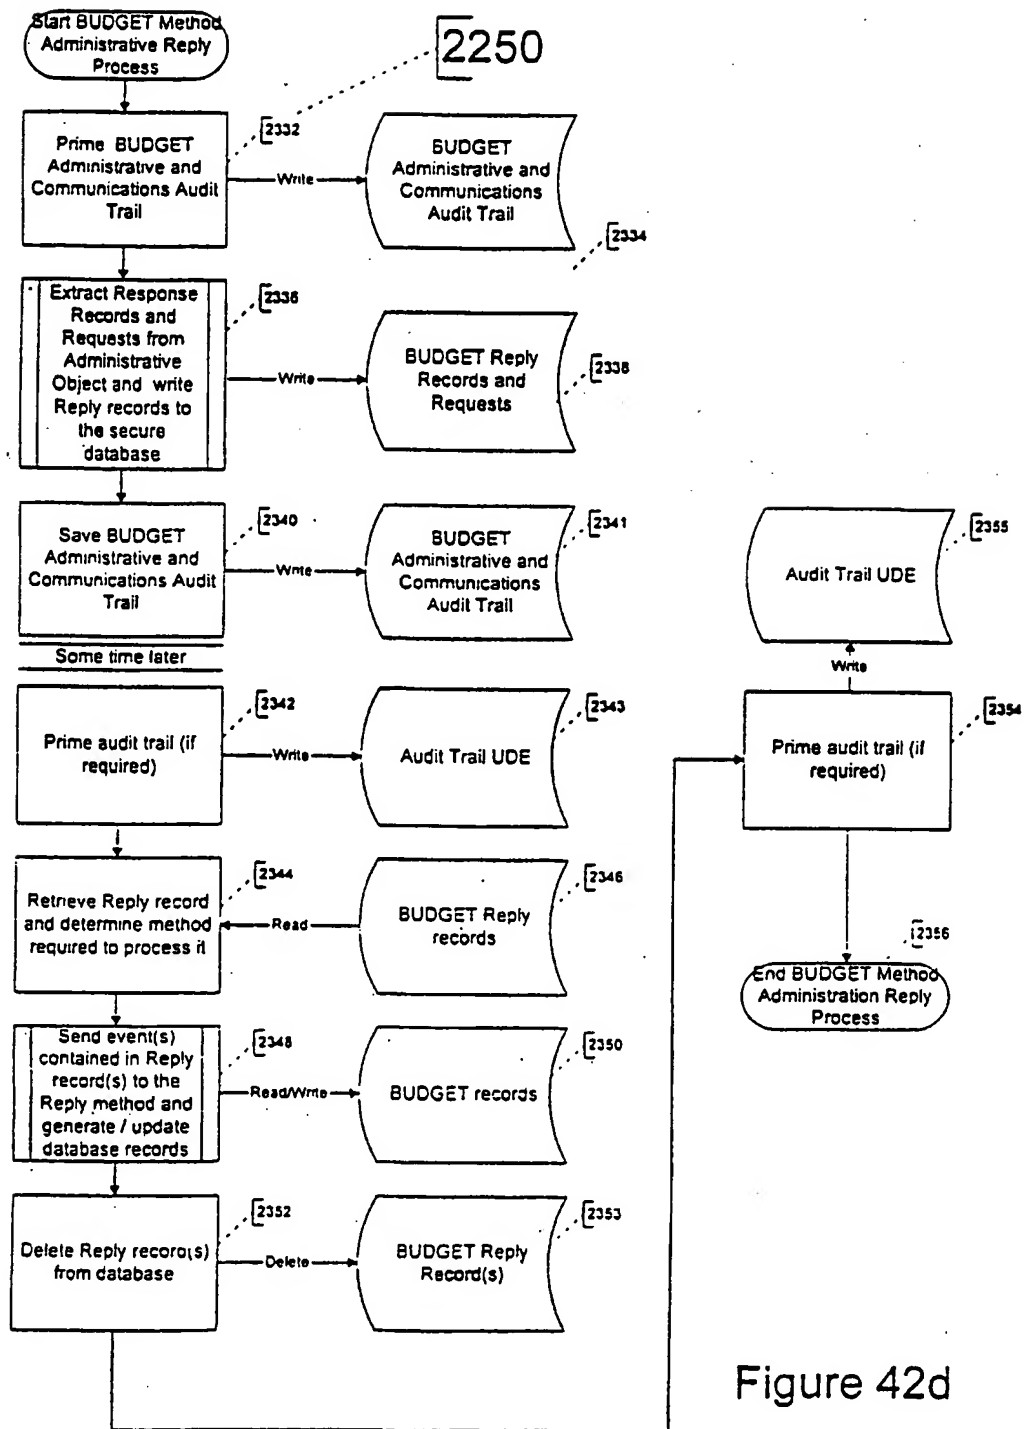 Start BUDGET Method
Administrative Reply
Process
2250
2332
Prime BUDGET
Administrative and
Communications Audit
Trail
Write
BUDGET
Administrative and
Communications
Audit Trail
2334
2336
Extract Response
Records and
Requests from
Administrative
Object and write
Reply records to
the secure
database
Write
BUDGET Reply
Records and
Requests
2338
2340
Save BUDGET
Administrative and
Communications Audit
Trail
Write
BUDGET
Administrative and
Communications
Audit Trail
2341
Some time later
2342
Prime audit trail (if
required)
Write
Audit Trail UDE
2343
2344
Retrieve Reply record
and determine method
required to process it
Read
BUDGET Reply
records
2346
Send event(s)
contained in Reply
record(s) to the
Reply method and
generate / update
database records
2348
Read/Write
BUDGET records
2350
2352
Delete Reply record(s)
from database
Delete
BUDGET Reply
Record(s)
2353
2355
Audit Trail UDE
Write
2354
Prime audit trail (if
required)
2356
End BUDGET Method
Administration Reply
Process
Figure 42d